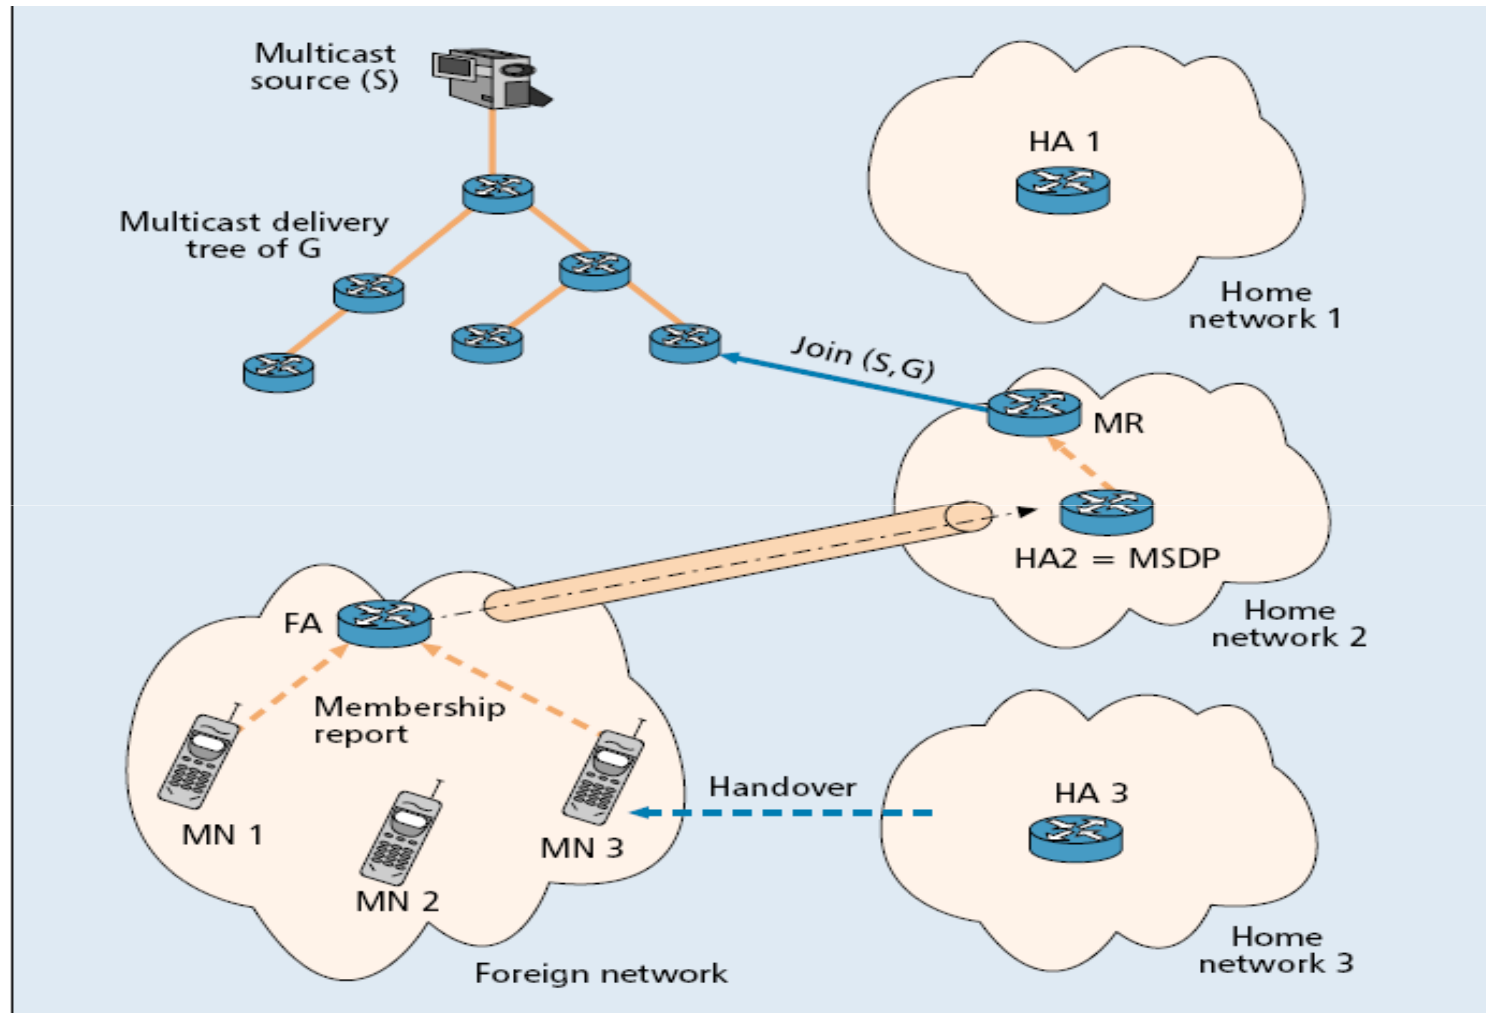 Multicast
source (S)
HA 1
Multicast delivery
tree of G
Home
network 1
Join (S,G)
MR
HA2 = MSDP
Home
network 2
FA
Membership
report
Handover
HA 3
MN 1
MN 3
MN 2
Home
network 3
Foreign network